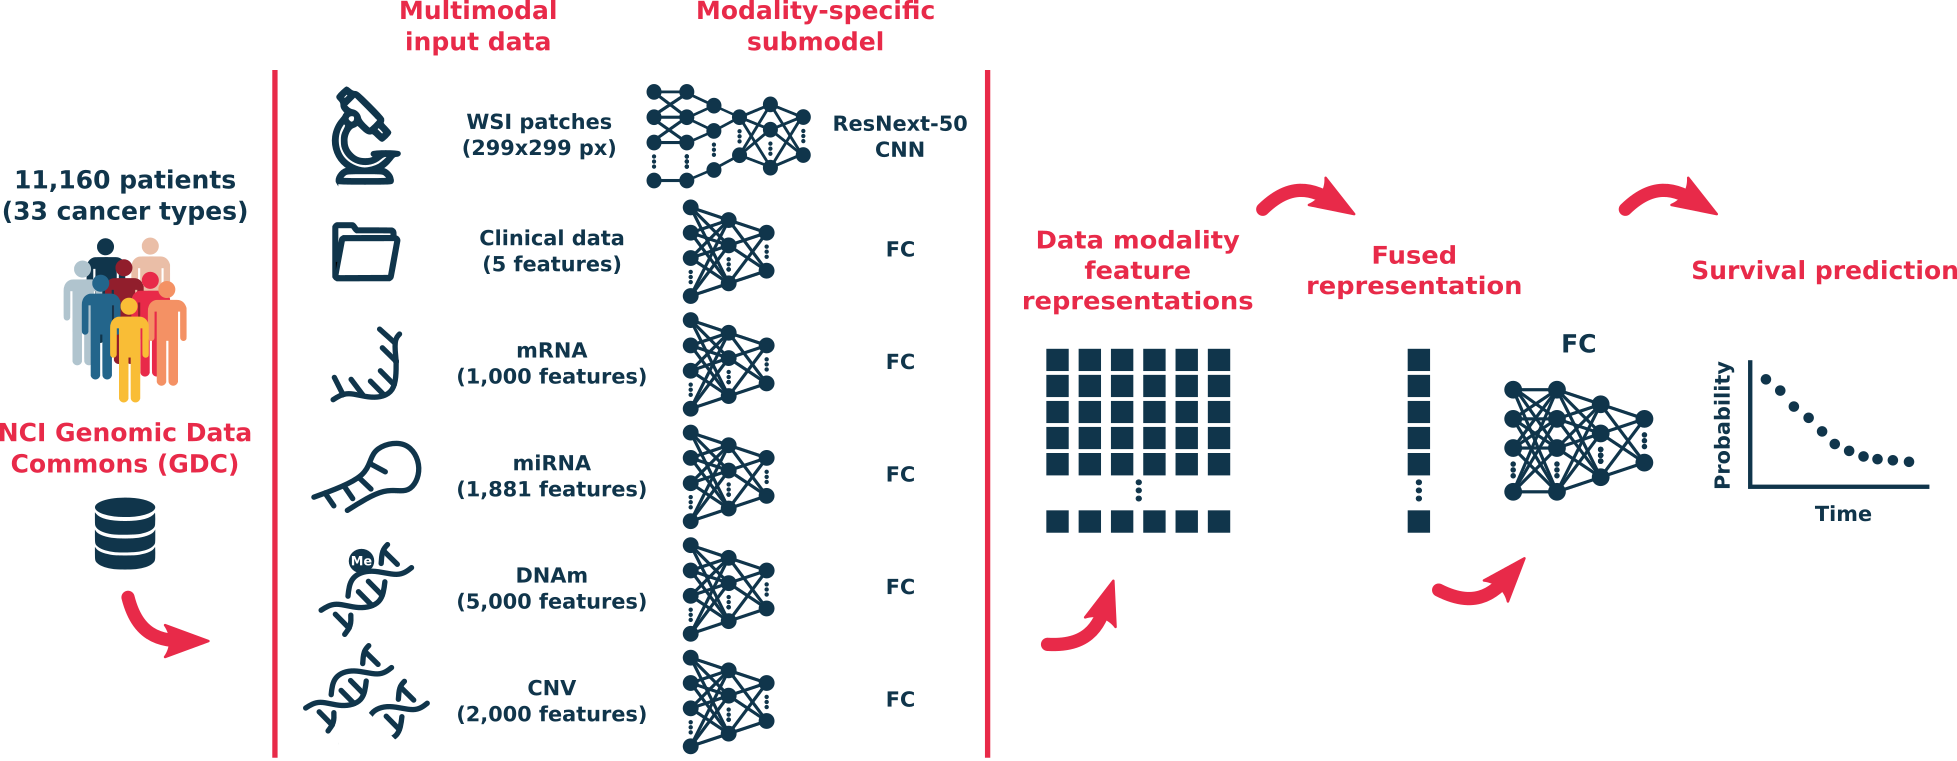 11,160 patients
(33 cancer types)
NCI Genomic Data
Commons (GDC)
Multimodal
input data
Modality-specific
submodel
WSI patches
(299x299 px)
ResNext-50
CNN
Clinical data
(5 features)
FC
mRNA
(1,000 features)
FC
miRNA
(1,881 features)
FC
Me
DNAm
(5,000 features)
FC
CNV
(2,000 features)
FC
Data modality
feature
representations
Fused
representation
FC
Survival prediction
Probability
Time